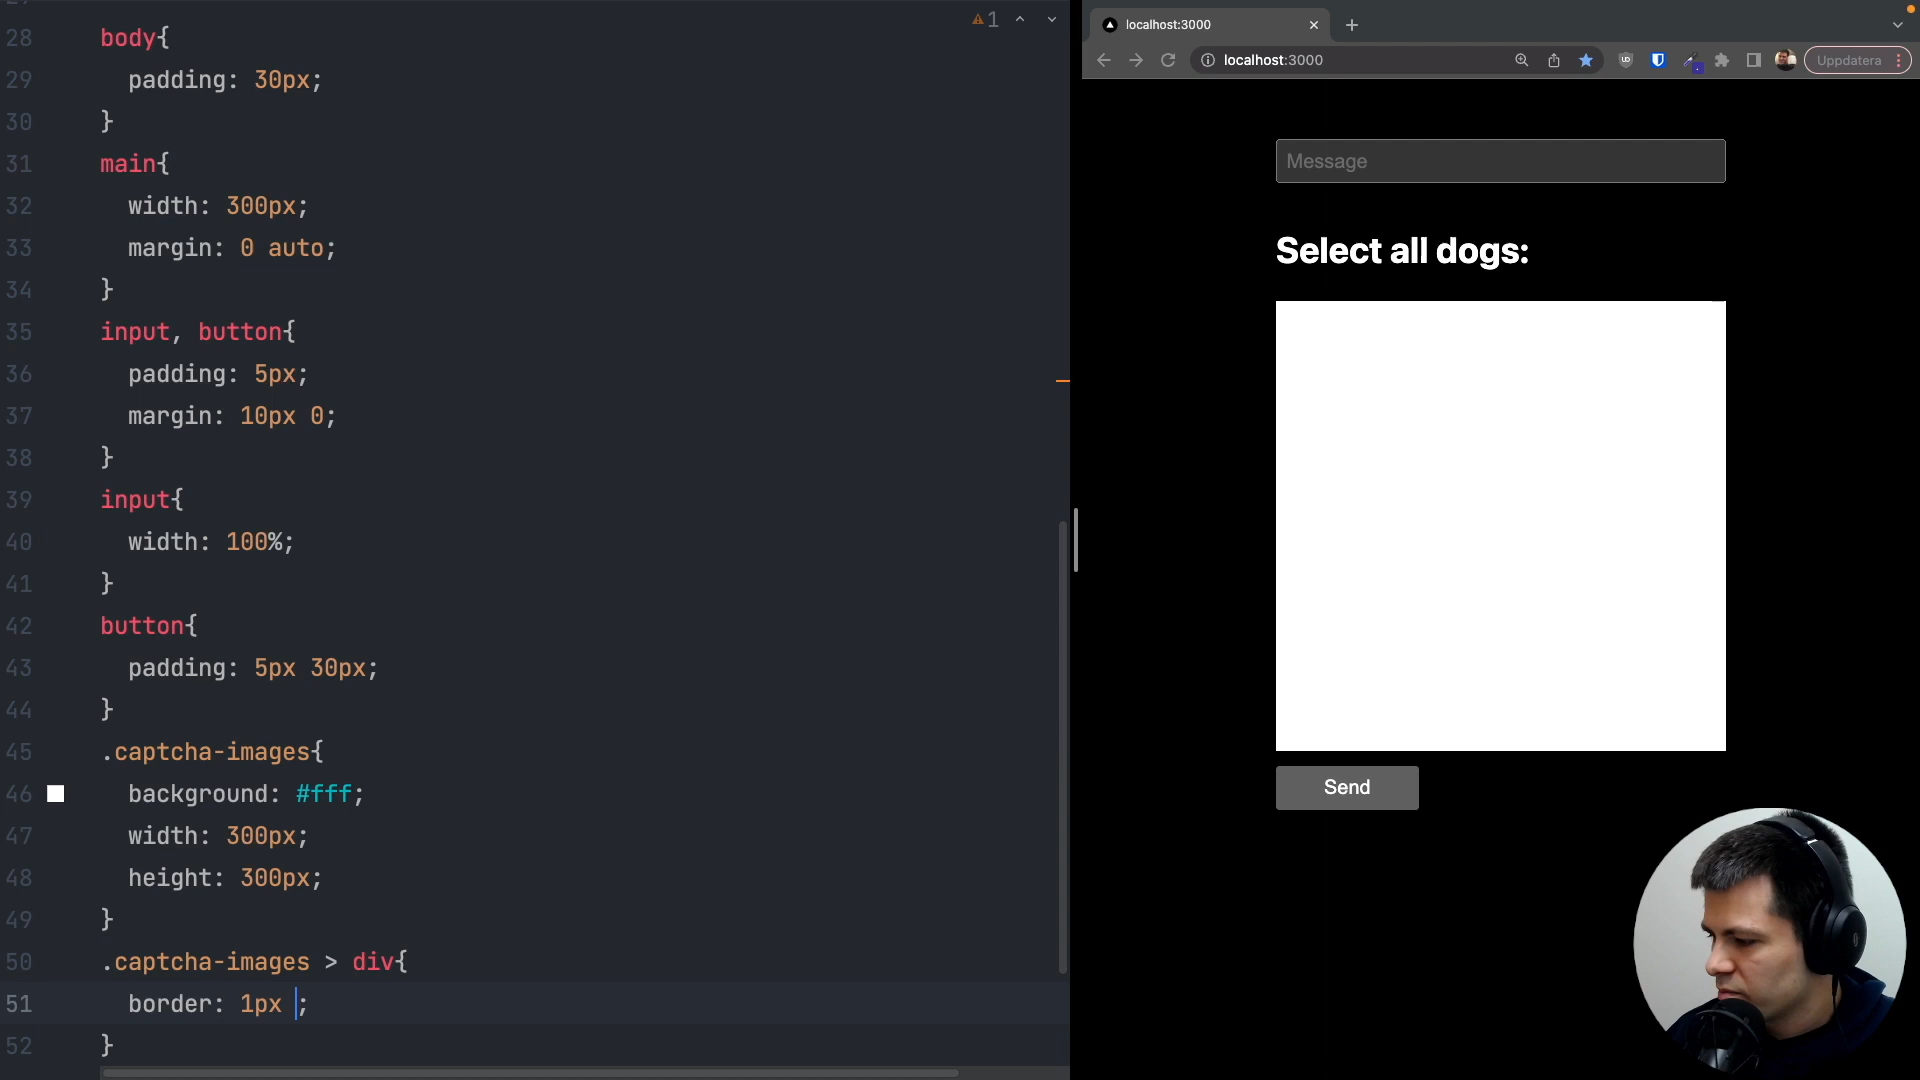 1
28 body{
29 padding: 30px;
30 }
31 main{
32 width: 300px;
33 margin: 0 auto;
34 }
35 input, button{
36 padding: 5px;
37 margin: 10px 0;
38 }
39 input{
40 width: 100%;
41 }
42 button{
43 padding: 5px 30px;
44 }
45 .captcha-images{
46 background: #fff;
47 width: 300px;
48 height: 300px;
49 }
50 .captcha-images > div{
51 border: 1px ;
52 }
localhost:3000
localhost:3000
Uppdatera
Message
Select all dogs:
Send